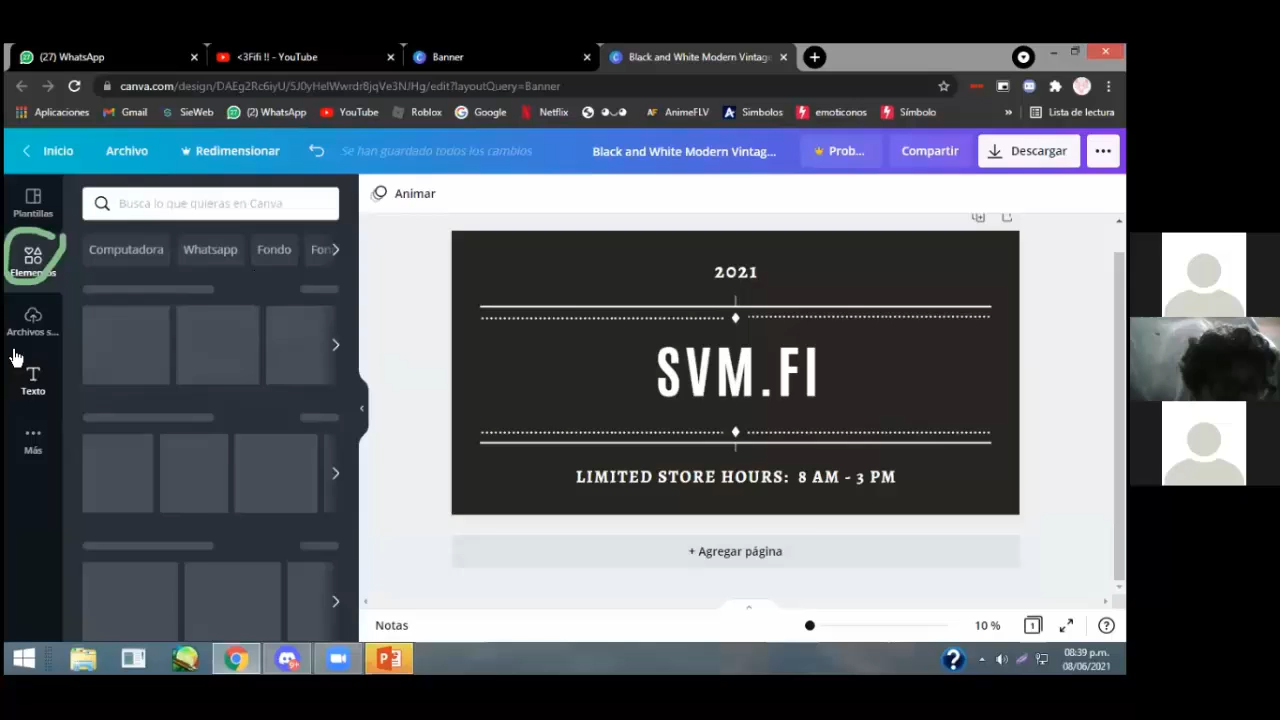 (27) WhatsApp
<3Fifi !! - YouTube
Banner
Black and White Modern Vintag
canva.com/design/DAEg2Rc6iyU/5J0yHelWwrdr8jqVe3NJHg/edit?layoutQuery=Banner
Aplicaciones Gmail SieWeb (2) WhatsApp YouTube Roblox Google Netflix AnimeFLV Simbolos emoticonos Símbolo » Lista de lectura
Inicio Archivo Redimensionar Se han guardado todos los cambios Black and White Modern Vintag... Prob... Compartir Descargar
Plantillas
Busca lo que quieras en Canva
Animar
Computadora Whatsapp Fondo For
Elementos
Archivos s...
Texto
Más
2021
SVM.FI
LIMITED STORE HOURS: 8 AM - 3 PM
+ Agregar página
Notas
10 %
1
08:39 p.m.
08/06/2021